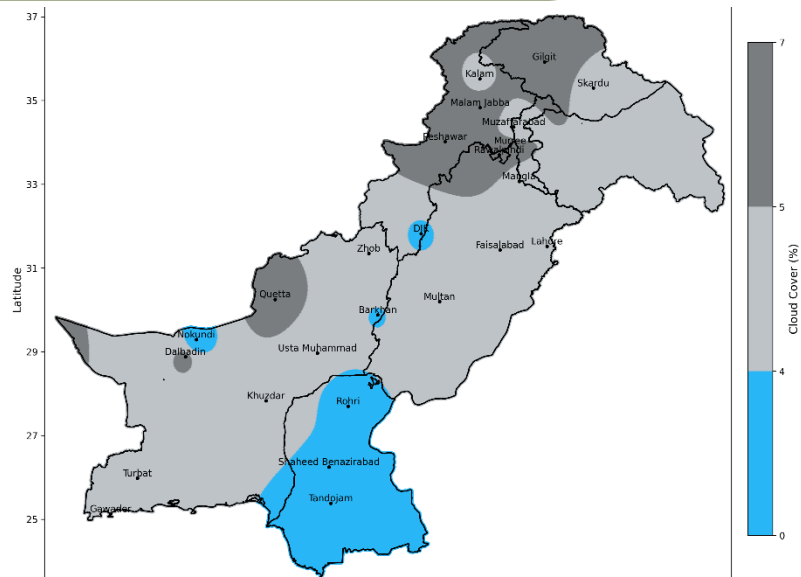 37
35
33
31
29
27
25
Latitude
Gilgit
Kalam
Skardu
Malam Jabba
Muzaffarabad
Peshawar
Murree
Rawalpindi
Mangla
DIK
Zhob
Faisalabad
Lahore
Quetta
Barkhan
Multan
Nokundi
Dalbadin
Usta Muhammad
Khuzdar
Rohri
Turbat
Shaheed Benazirabad
Gawader
Tandojam
7
5
4
0
Cloud Cover (%)